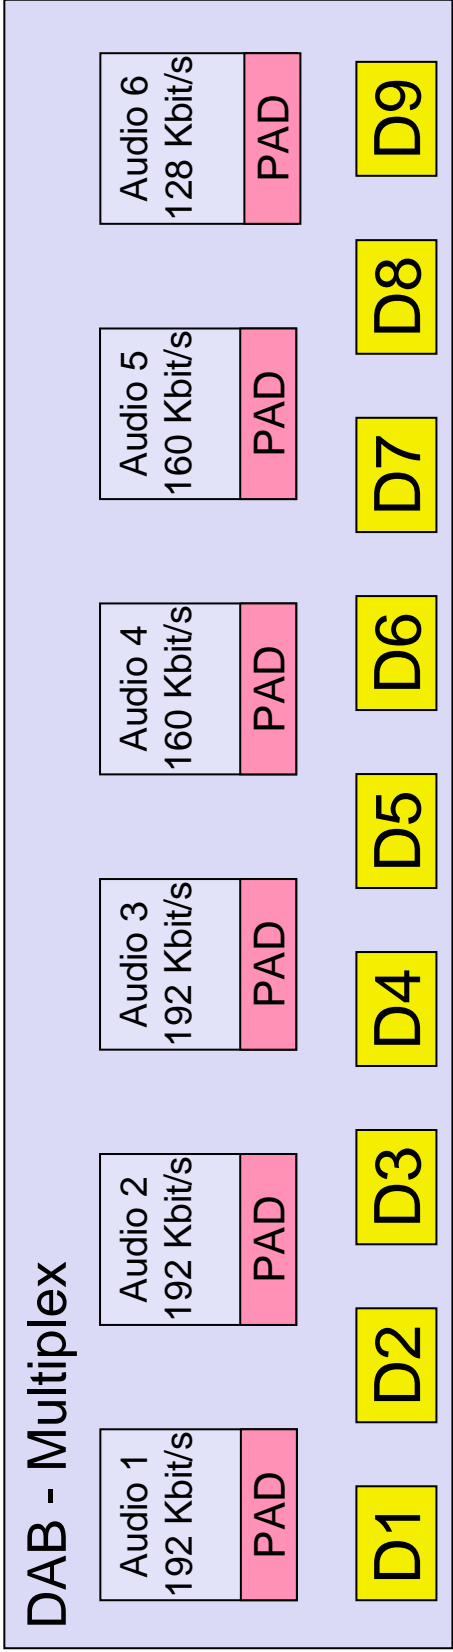 DAB - Multiplex
Audio 1
192 Kbit/s
PAD
Audio 2
192 Kbit/s
PAD
Audio 3
192 Kbit/s
PAD
Audio 4
160 Kbit/s
PAD
Audio 5
160 Kbit/s
PAD
Audio 6
128 Kbit/s
PAD
D1
D2
D3
D4
D5
D6
D7
D8
D9